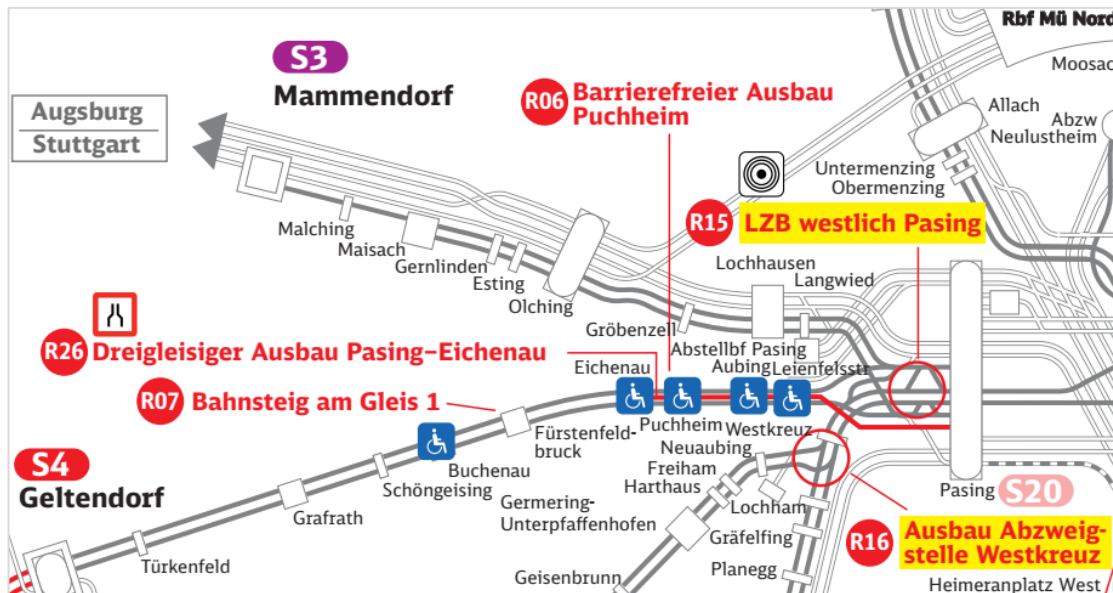 Rbf Mü Nord
Moosac
S3
Mammendorf
R06 Barrierefreier Ausbau
Puchheim
Augsburg
Stuttgart
Allach
Abzw
Neulustheim
Untermenzing
Obermenzing
R15 LZB westlich Pasing
Malching
Maisach
Gernlinden
Esting
Olching
Lochhausen
Langwied
Gröbenzell
Abstellbf Pasing
R26 Dreigleisiger Ausbau Pasing–Eichenau
Eichenau
Aubing
Leienfelsstr
R07 Bahnsteig am Gleis 1
Puchheim
Westkreuz
Fürstenfeld-
bruck
Neuaubing
S4
Geltendorf
Buchenau
Schöngeising
Freiham
Harthaus
Grafrath
Germering-
Unterpfaffenhofen
Lochham
Pasing S20
Gräfelfing
R16 Ausbau Abzweig-
stelle Westkreuz
Türkenfeld
Geisenbrunn
Planegg
Heimeranplatz West